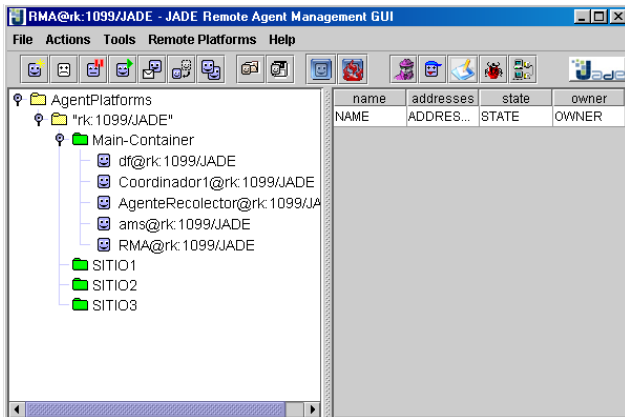 RMA@rk:1099/JADE - JADE Remote Agent Management GUI
File Actions Tools Remote Platforms Help
Jade
AgentPlatforms
"rk:1099/JADE"
Main-Container
df@rk:1099/JADE
Coordinador1@rk:1099/JADE
AgenteRecolector@rk:1099/JA
ams@rk:1099/JADE
RMA@rk:1099/JADE
SITIO1
SITIO2
SITIO3
name addresses state owner
NAME ADDRES... STATE OWNER